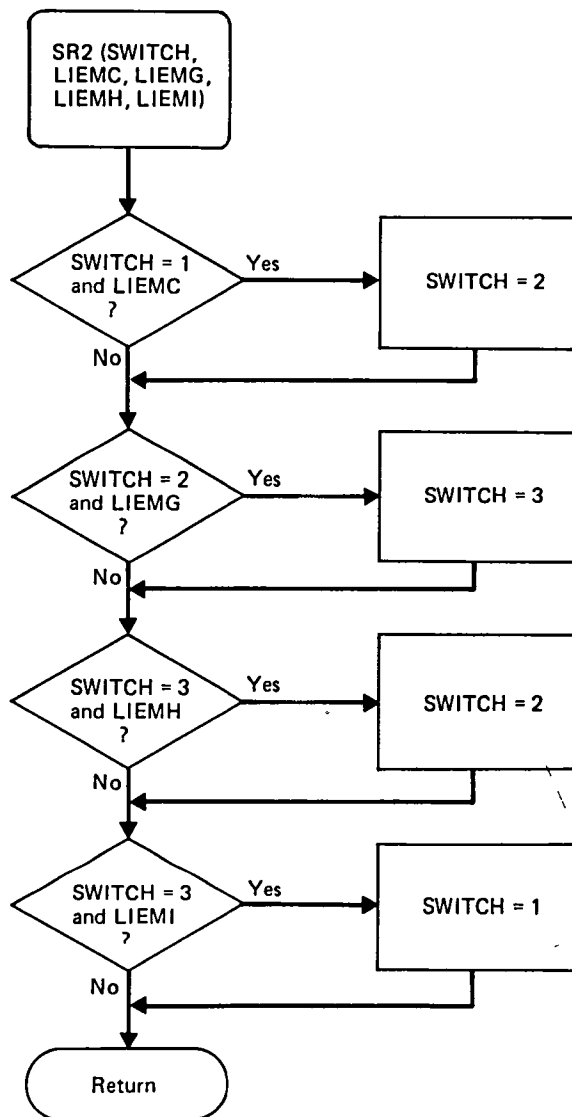 SR2 (SWITCH,
LIEMC, LIEMG,
LIEMH, LIEMI)
SWITCH = 1
and LIEMC
?
Yes
SWITCH = 2
No
SWITCH = 2
and LIEMG
?
Yes
SWITCH = 3
No
SWITCH = 3
and LIEMH
?
Yes
SWITCH = 2
No
SWITCH = 3
and LIEMI
?
Yes
SWITCH = 1
No
Return